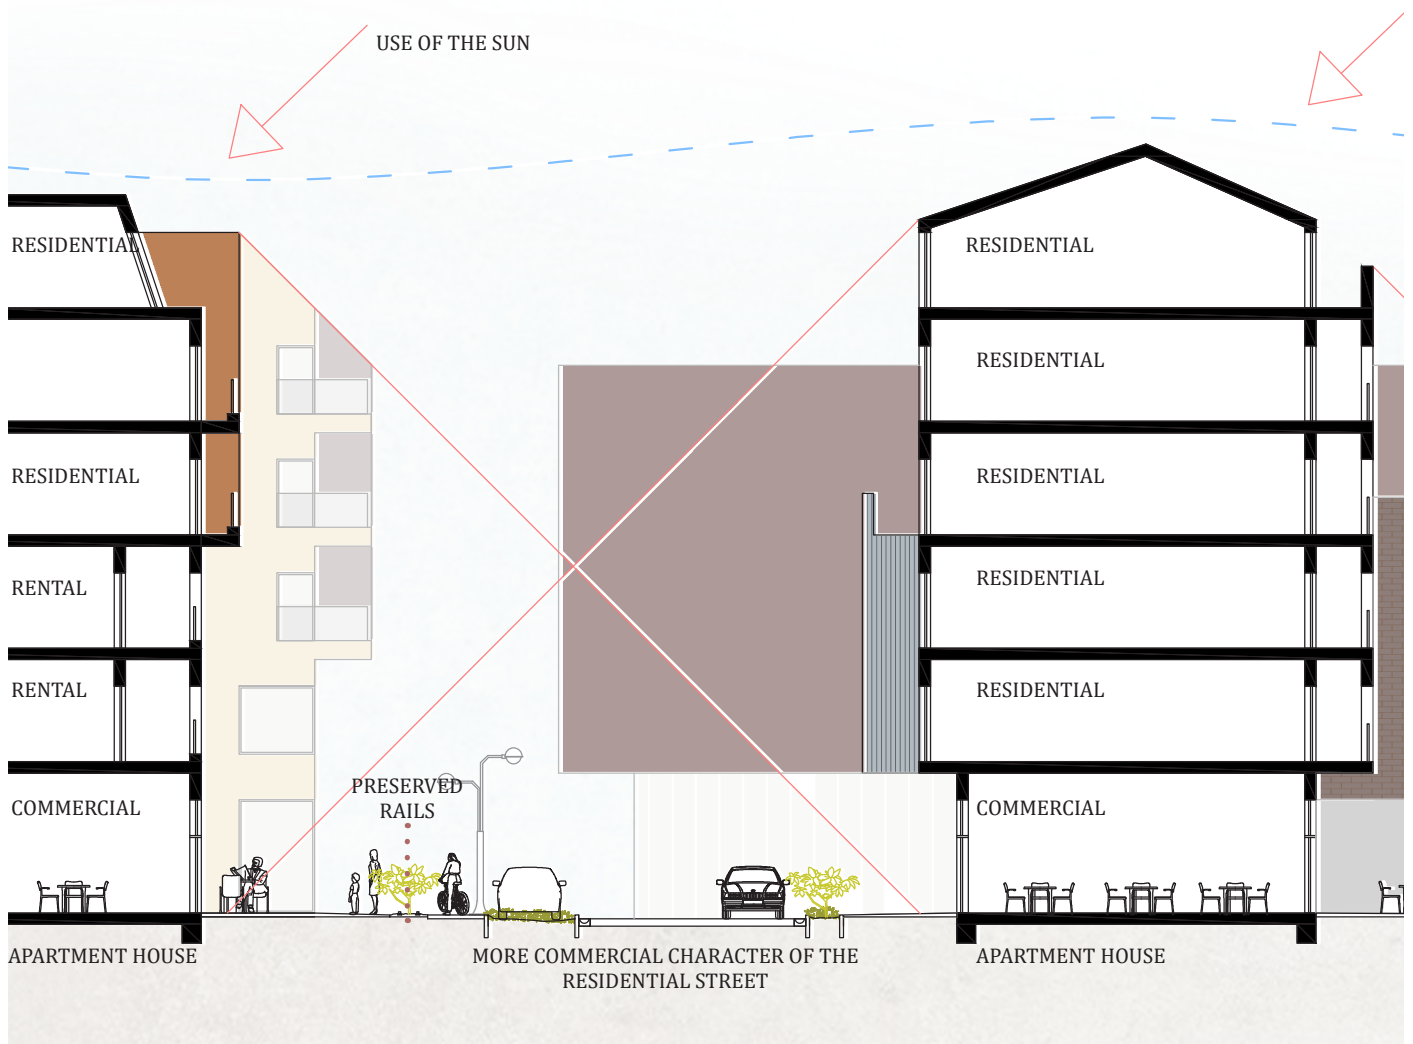 USE OF THE SUN
RESIDENTIAL
RESIDENTIAL
RESIDENTIAL
RESIDENTIAL
RESIDENTIAL
RENTAL
RESIDENTIAL
RENTAL
RESIDENTIAL
PRESERVED
RAILS
COMMERCIAL
COMMERCIAL
APARTMENT HOUSE
MORE COMMERCIAL CHARACTER OF THE
RESIDENTIAL STREET
APARTMENT HOUSE